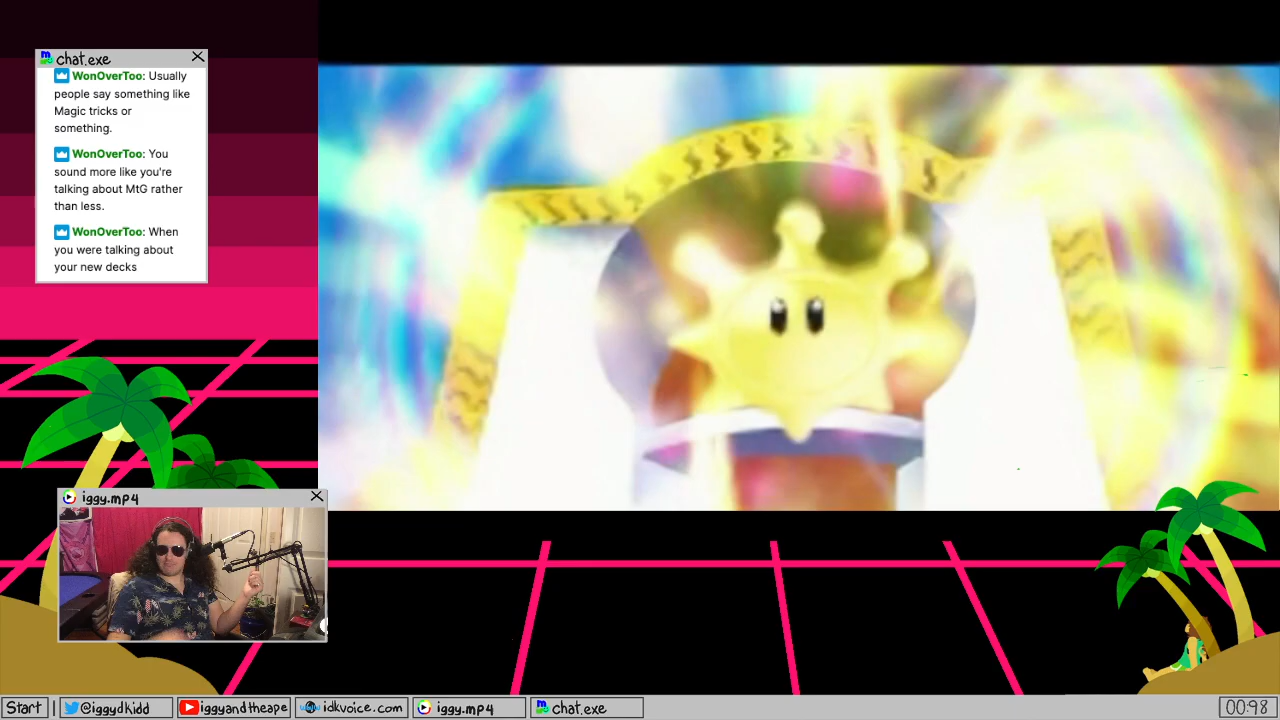 chat.exe
WonOverToo: Usually
people say something like
Magic tricks or
something.
WonOverToo: You
sound more like you're
talking about MtG rather
than less.
WonOverToo: When
you were talking about
your new decks
iggy.mp4
Start | @iggydkidd iggyandtheape www idkvoice.com iggy.mp4 chat.exe 00:98